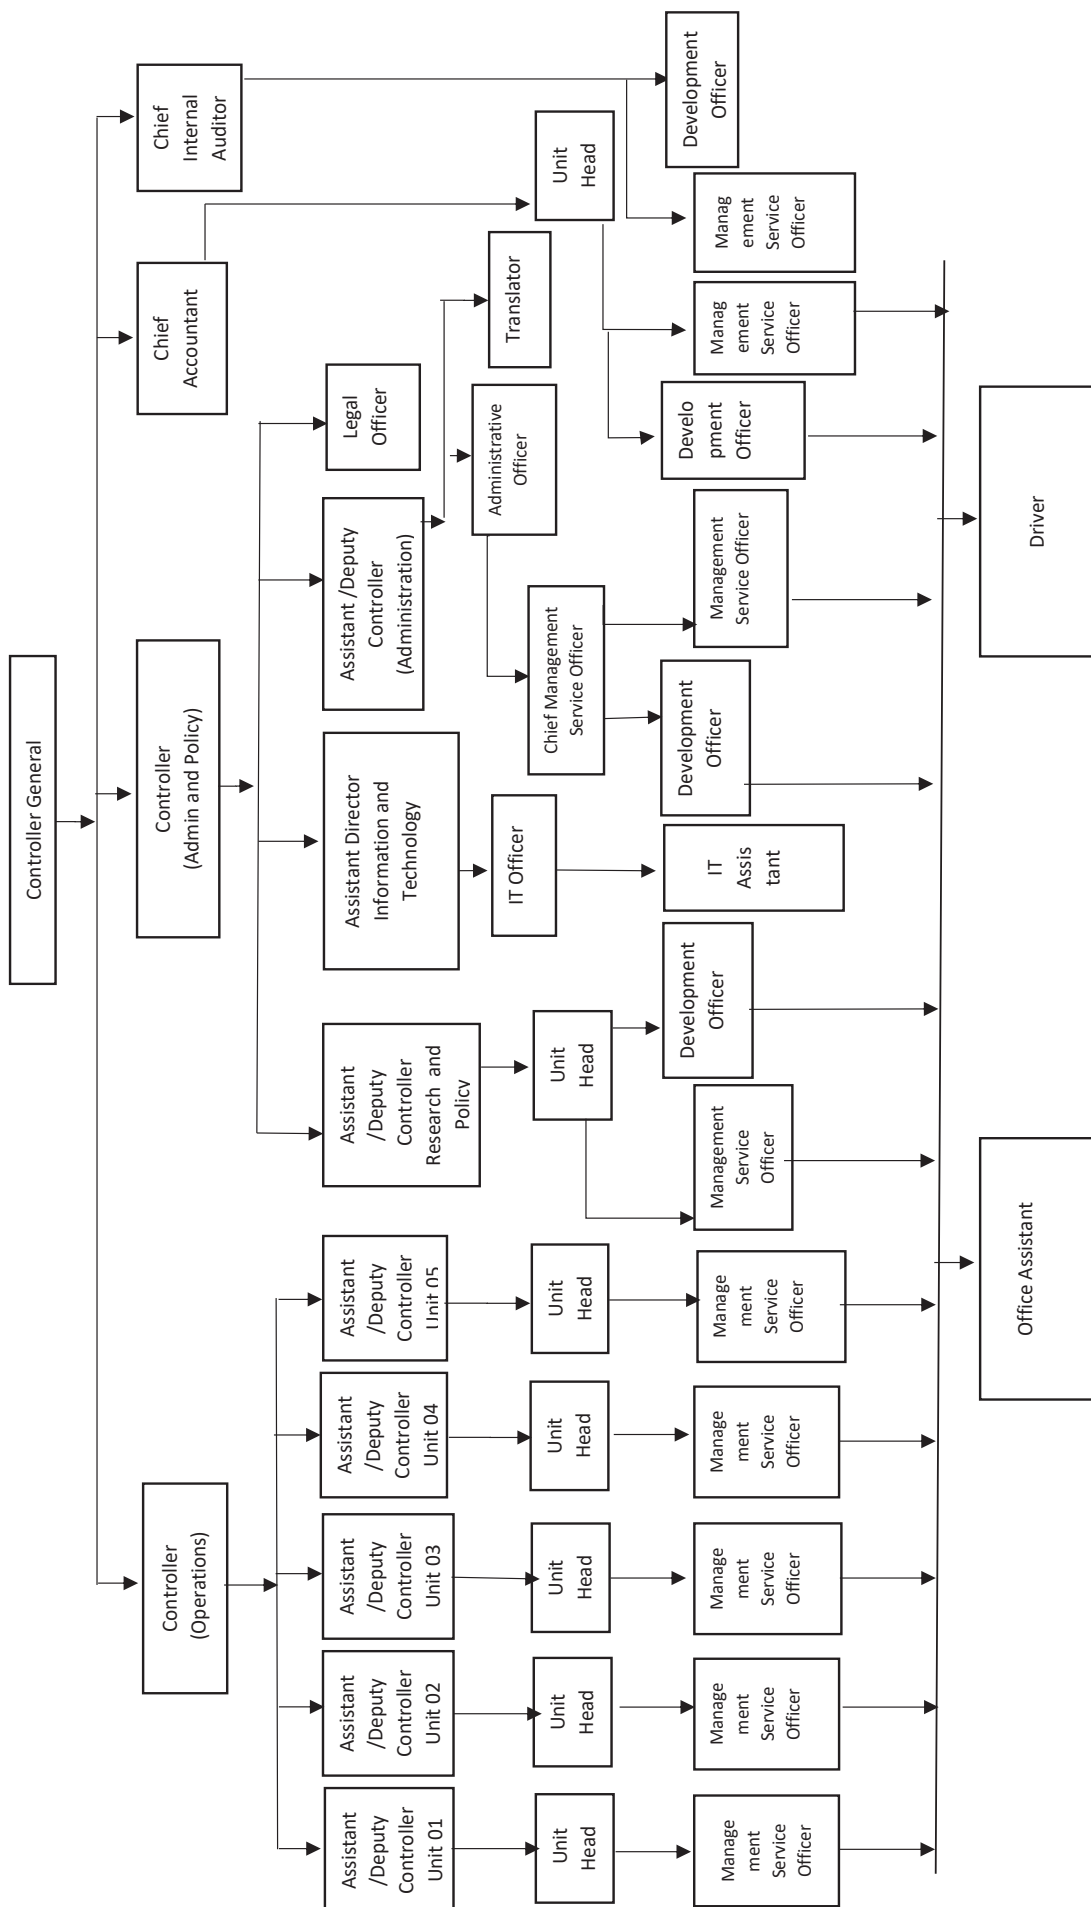 Controller General
Controller
(Operations)
Controller
(Admin and Policy)
Chief
Accountant
Chief
Internal
Auditor
Assistant
/Deputy
Controller
Unit 01
Assistant
/Deputy
Controller
Unit 02
Assistant
/Deputy
Controller
Unit 03
Assistant
/Deputy
Controller
Unit 04
Assistant
/Deputy
Controller
Unit 05
Assistant
/Deputy
Controller
Research and
Policy
Assistant Director
Information and
Technology
Assistant /Deputy
Controller
(Administration)
Legal
Officer
IT Officer
Administrative
Officer
Translator
Unit
Head
Unit
Head
Unit
Head
Unit
Head
Unit
Head
Unit
Head
Chief Management
Service Officer
Unit
Head
Manage
ment
Service
Officer
Manage
ment
Service
Officer
Manage
ment
Service
Officer
Manage
ment
Service
Officer
Manage
ment
Service
Officer
Management
Service
Officer
Development
Officer
IT
Assis
tant
Development
Officer
Management
Service Officer
Develo
pment
Officer
Manag
ement
Service
Officer
Manag
ement
Service
Officer
Development
Officer
Office Assistant
Driver